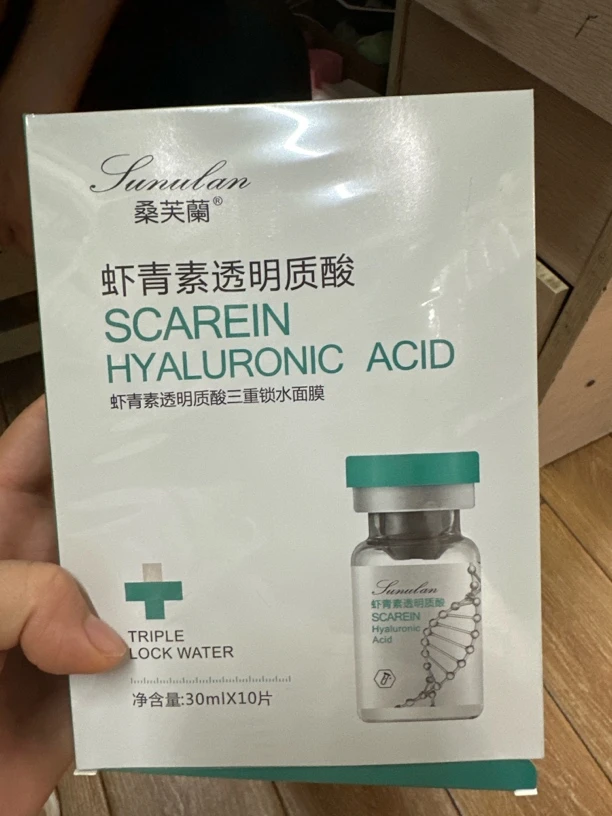 Sunulan
桑芙蘭®
虾青素透明质酸
SCAREIN
HYALURONIC ACID
虾青素透明质酸三重锁水面膜
Sunulan
虾青素透明质酸
SCAREIN
Hyaluronic
Acid
TRIPLE
LOCK WATER
净含量:30mlX10片